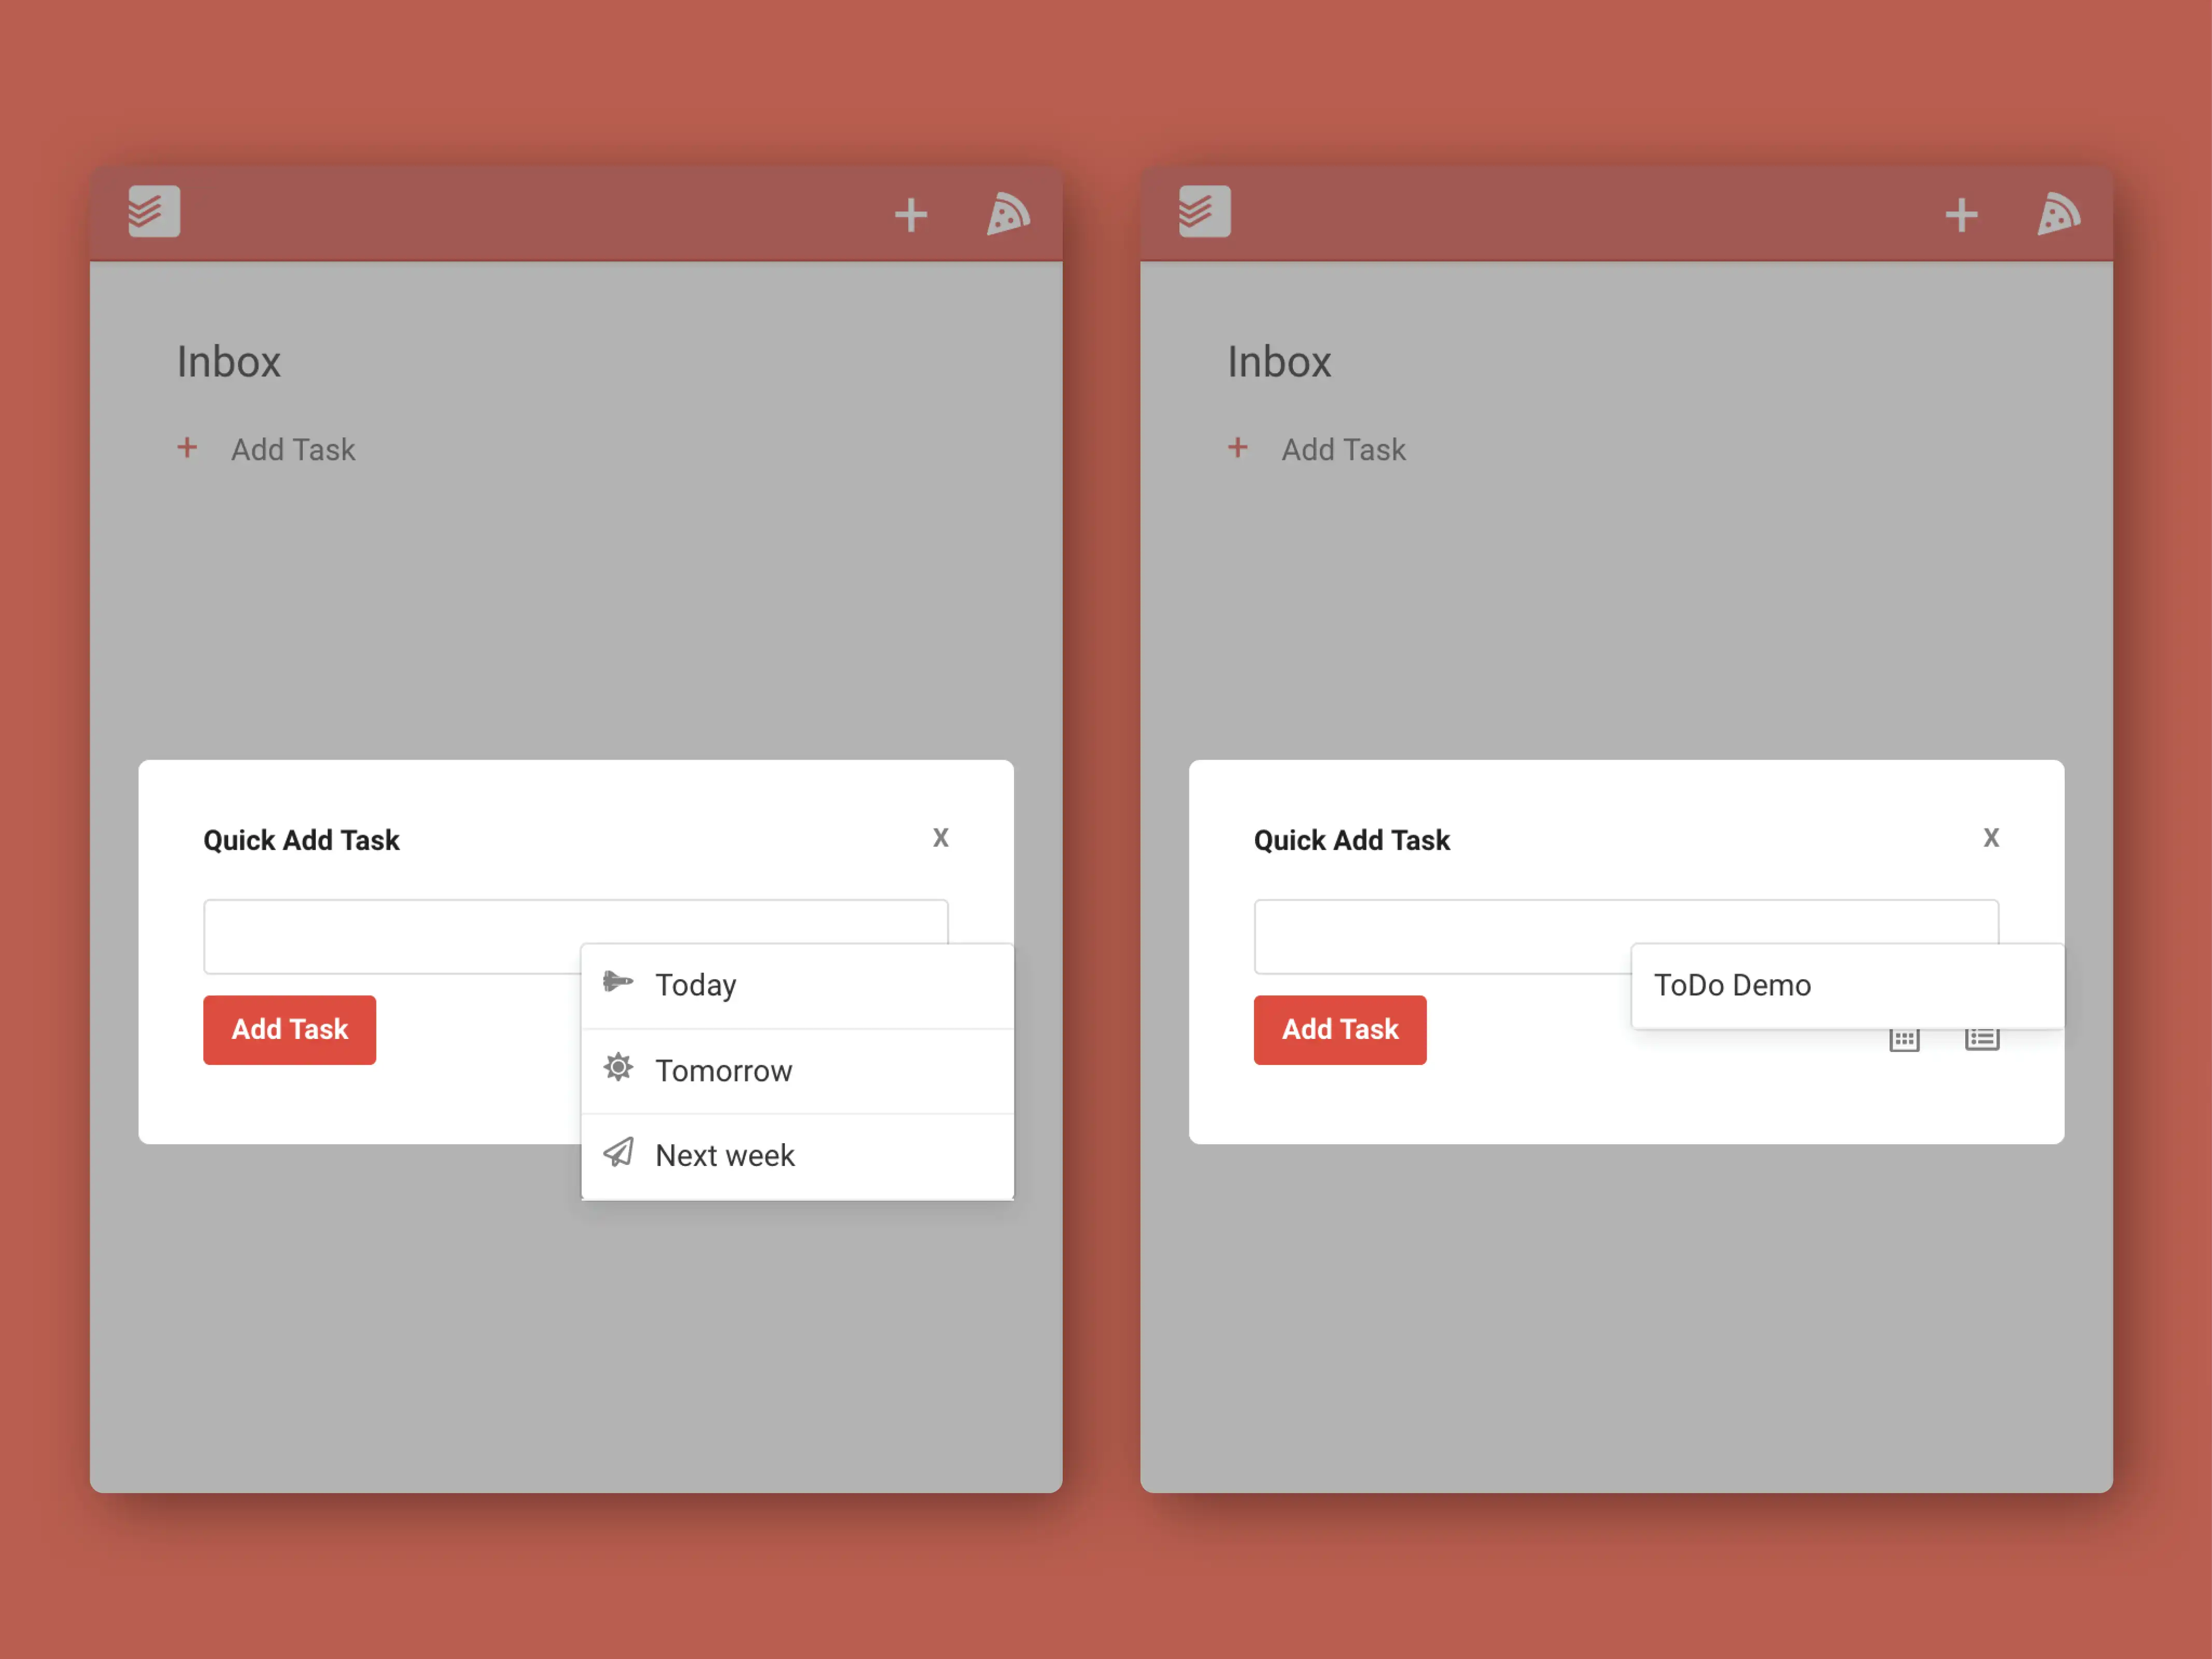 Inbox
+ Add Task
Quick Add Task
X
Add Task
Today
Tomorrow
Next week
Inbox
+ Add Task
Quick Add Task
X
ToDo Demo
Add Task